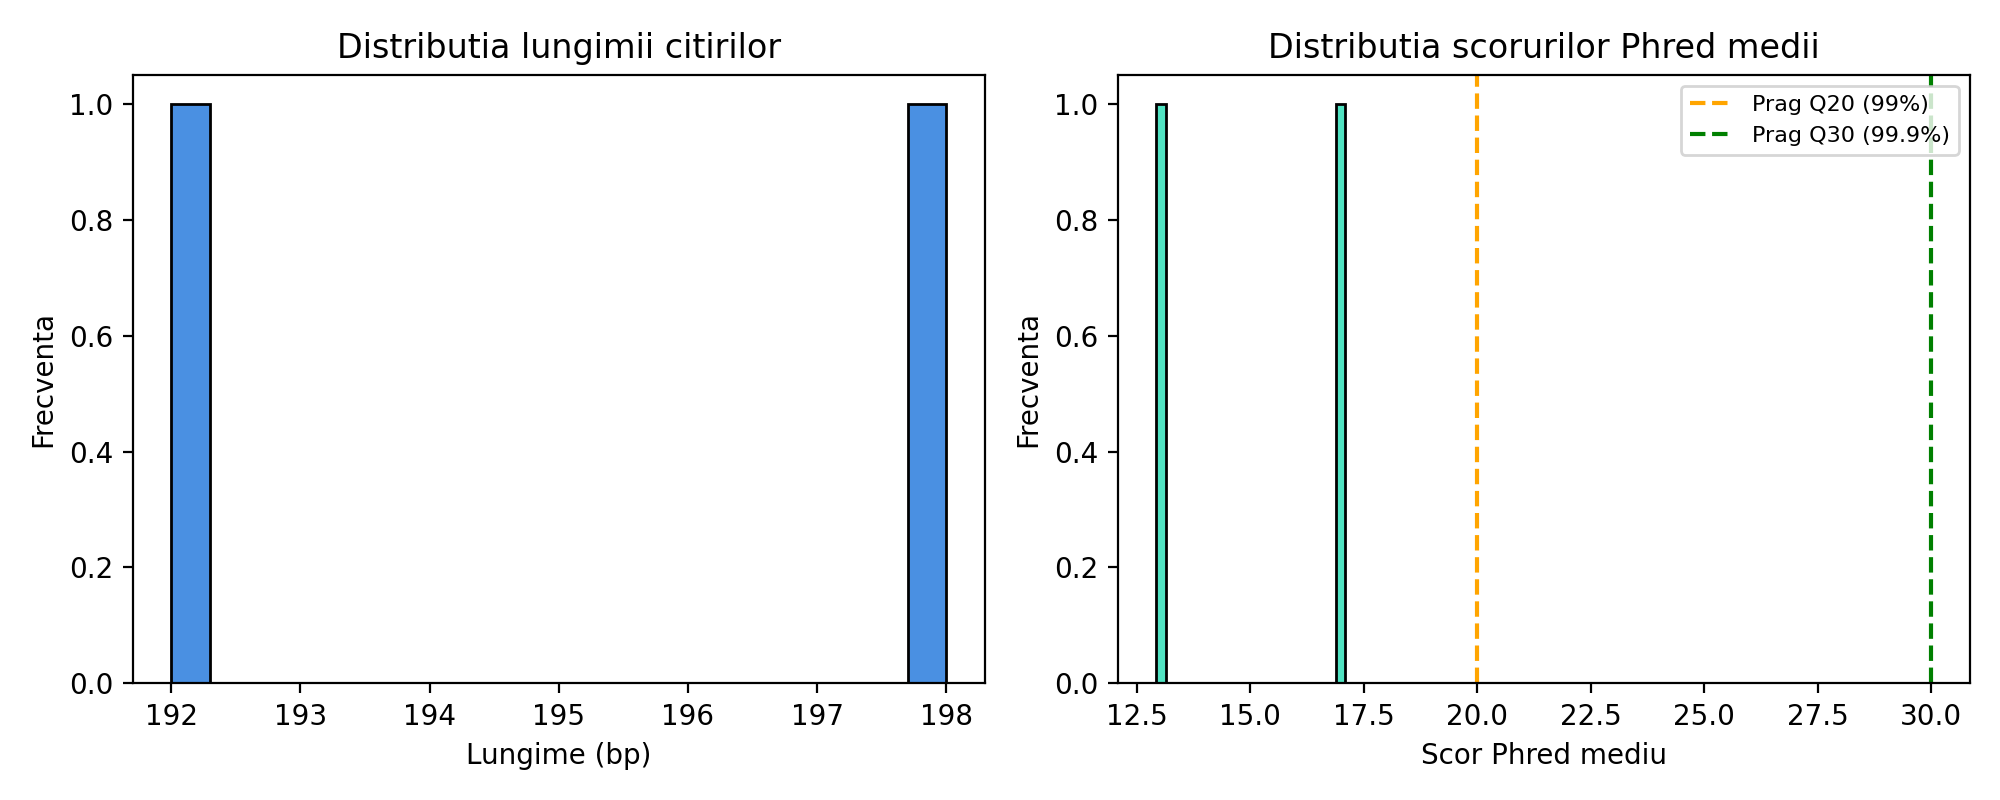 Distributia lungimii citirilor
Frecventa
1.0
0.8
0.6
0.4
0.2
0.0
192 193 194 195 196 197 198
Lungime (bp)
Distributia scorurilor Phred medii
Prag Q20 (99%)
Prag Q30 (99.9%)
Frecventa
1.0
0.8
0.6
0.4
0.2
0.0
12.5 15.0 17.5 20.0 22.5 25.0 27.5 30.0
Scor Phred mediu